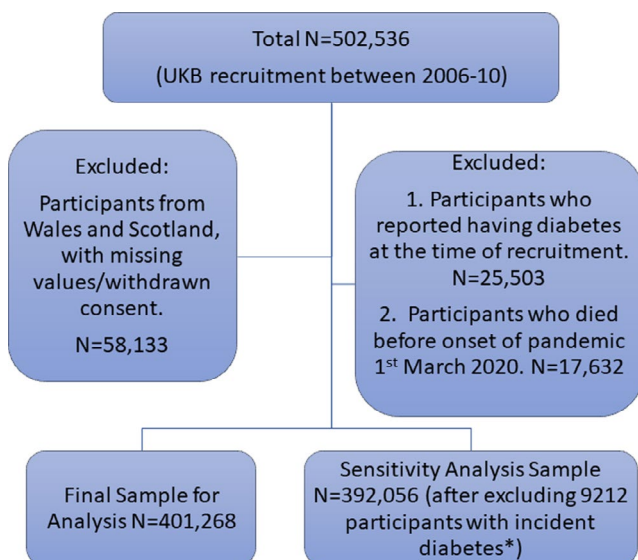 Total N=502,536
(UKB recruitment between 2006-10)
Excluded:
Participants from
Wales and Scotland,
with missing
values/withdrawn
consent.
N=58,133
Excluded:
1. Participants who
reported having diabetes
at the time of recruitment.
N=25,503
2. Participants who died
before onset of pandemic
1st March 2020. N=17,632
Final Sample for
Analysis N=401,268
Sensitivity Analysis Sample
N=392,056 (after excluding 9212
participants with incident
diabetes*)